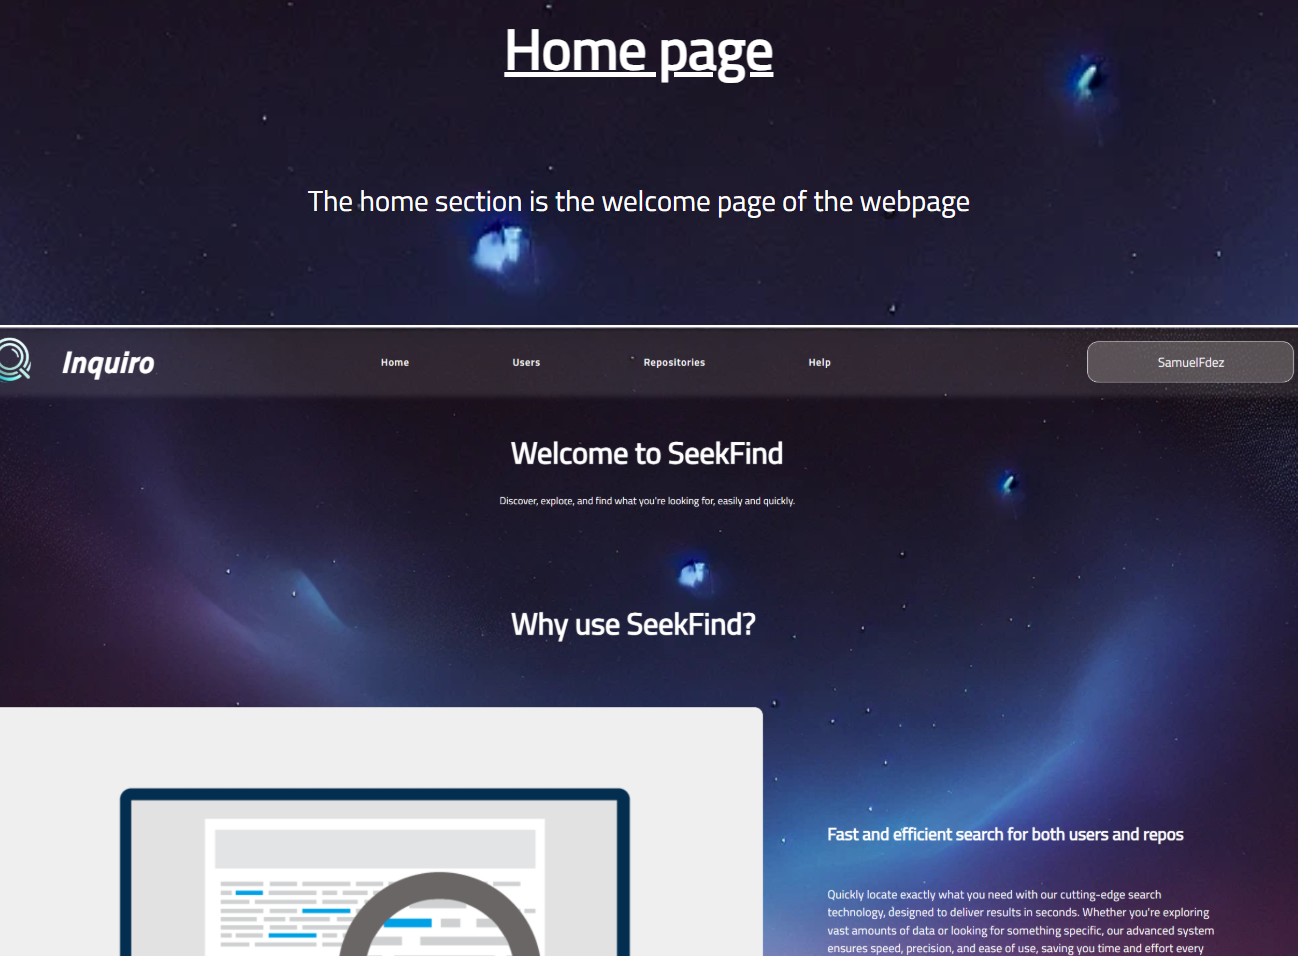 Home page
The home section is the welcome page of the webpage
Inquiro
Home
Users
Repositories
Help
SamuelFdez
Welcome to SeekFind
Discover, explore, and find what you're looking for, easily and quickly.
Why use SeekFind?
Fast and efficient search for both users and repos
Quickly locate exactly what you need with our cutting-edge search
technology, designed to deliver results in seconds. Whether you're exploring
vast amounts of data or looking for something specific, our advanced system
ensures speed, precision, and ease of use, saving you time and effort every